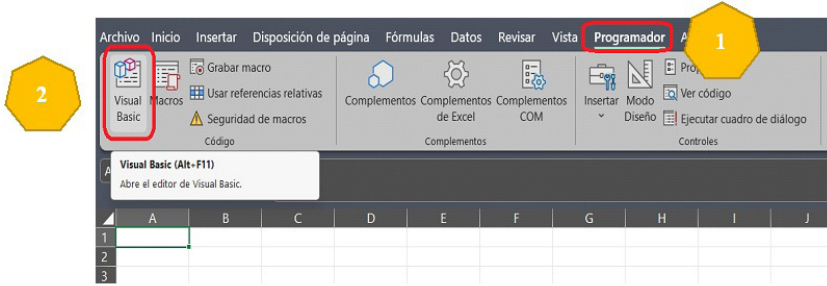 Archivo Inicio Insertar Disposición de página Fórmulas Datos Revisar Vista Programador
1
2
Visual Basic
Macros
Grabar macro
Usar referencias relativas
Seguridad de macros
Código
Complementos
Complementos de Excel
Complementos COM
Complementos
Insertar
Modo Diseño
Ver código
Ejecutar cuadro de diálogo
Controles
Visual Basic (Alt+F11)
Abre el editor de Visual Basic.
A B C D E F G H I J
1
2
3